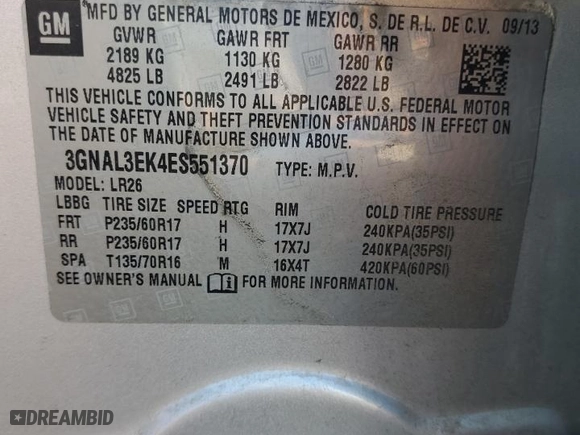 GM
MFD BY GENERAL MOTORS DE MEXICO, S. DE R.L. DE C.V. 09/13
GVWR GAWR FRT GAWR RR
2189 KG 1130 KG 1280 KG
4825 LB 2491 LB 2822 LB
THIS VEHICLE CONFORMS TO ALL APPLICABLE U.S. FEDERAL MOTOR
VEHICLE SAFETY AND THEFT PREVENTION STANDARDS IN EFFECT ON
THE DATE OF MANUFACTURE SHOWN ABOVE.
3GNAL3EK4ES551370 TYPE: M.P.V.
MODEL: LR26
LBBG TIRE SIZE SPEED RTG RIM COLD TIRE PRESSURE
FRT P235/60R17 H 17X7J 240KPA(35PSI)
RR P235/60R17 H 17X7J 240KPA(35PSI)
SPA T135/70R16 M 16X4T 420KPA(60PSI)
SEE OWNER'S MANUAL FOR MORE INFORMATION.
DREAMBID